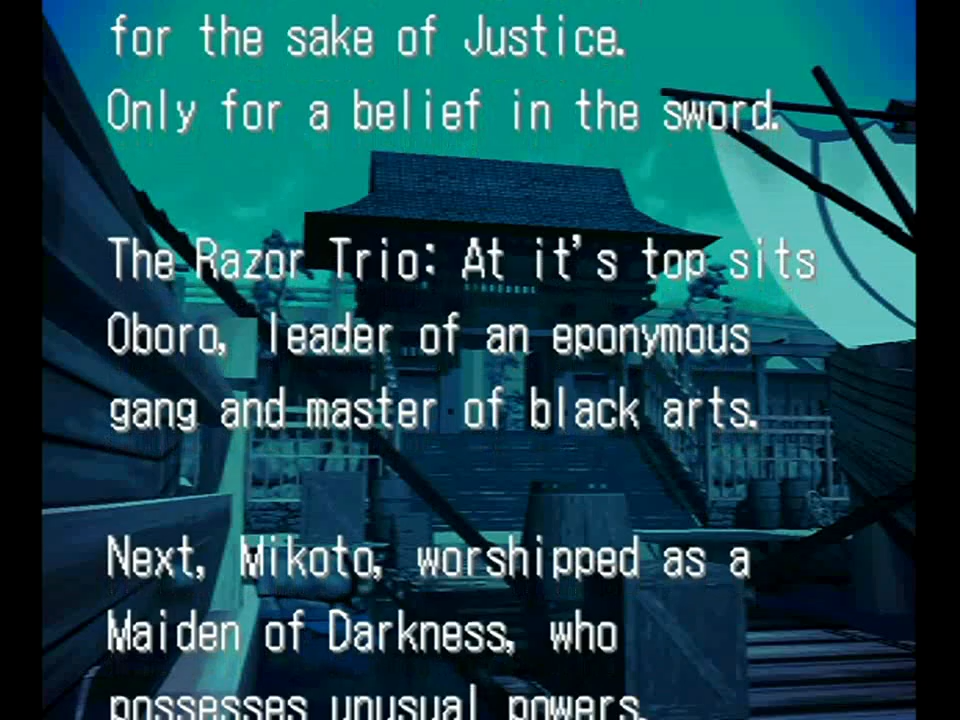 for the sake of Justice.
Only for a belief in the sword.
The Razor Trio: At it's top sits
Oboro, leader of an eponymous
gang and master of black arts.
Next, Mikoto, worshipped as a
Maiden of Darkness, who
possesses unusual powers.